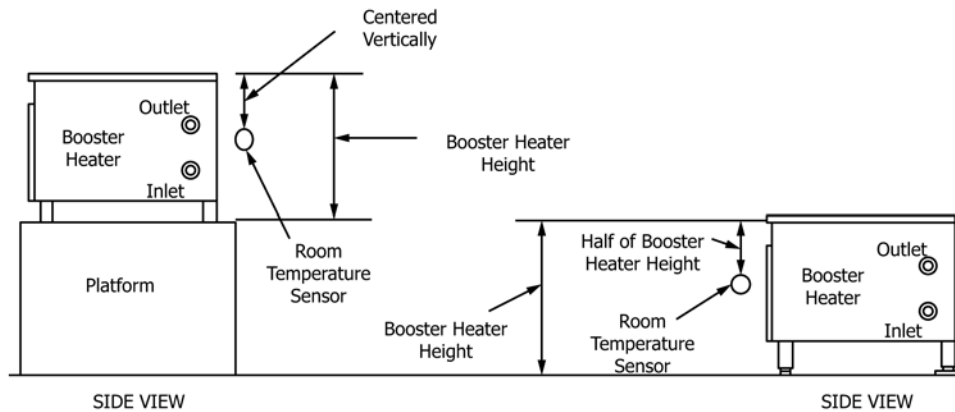 Centered
Vertically
Outlet
Booster
Heater
Inlet
Booster Heater
Height
Room
Temperature
Sensor
Platform
SIDE VIEW
Half of Booster
Heater Height
Booster Heater
Height
Room
Temperature
Sensor
Outlet
Booster
Heater
Inlet
SIDE VIEW